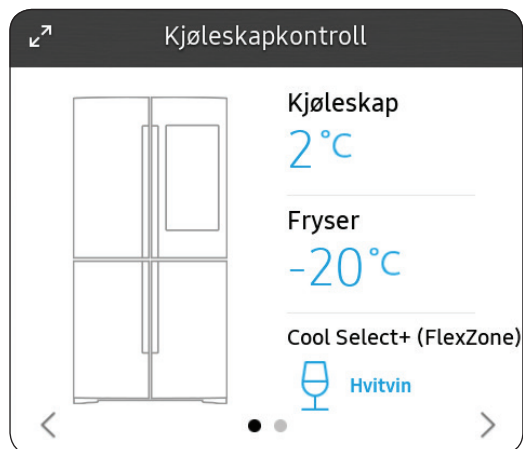 Kjøleskapkontroll
Kjøleskap
2°C
Fryser
-20°C
Cool Select+ (FlexZone)
Hvitvin